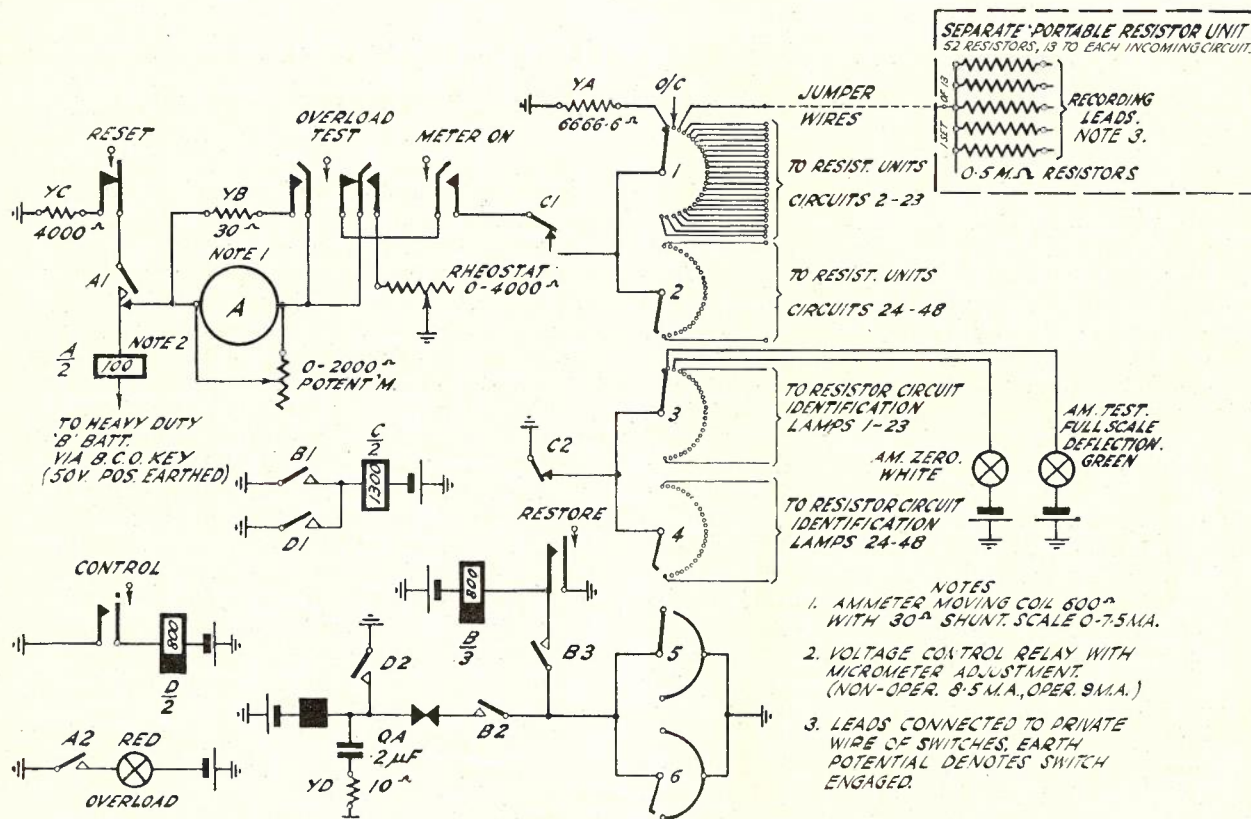 SEPARATE PORTABLE RESISTOR UNIT
52 RESISTORS, 13 TO EACH INCOMING CIRCUIT.
1 SET OF 13
RECORDING
LEADS.
NOTE 3.
0.5 M.Ω RESISTORS
YA
6666·6 Ω
O/C
JUMPER
WIRES
RESET
OVERLOAD
TEST
METER ON
YC
4000 Ω
YB
30 Ω
NOTE 1
C1
1
TO RESIST. UNITS
CIRCUITS 2-23
A1
A
RHEOSTAT
0-4000 Ω
2
TO RESIST. UNITS
CIRCUITS 24-48
A/2
100
NOTE 2
0-2000 Ω
POTENT'M.
TO HEAVY DUTY
'B' BATT.
VIA B.C.O. KEY
(50V. POS. EARTHED)
3
TO RESISTOR CIRCUIT
IDENTIFICATION
LAMPS 1-23
AM. ZERO.
WHITE
AM. TEST.
FULL SCALE
DEFLECTION.
GREEN
B1
C/2
1300
D1
C2
4
TO RESISTOR CIRCUIT
IDENTIFICATION
LAMPS 24-48
RESTORE
CONTROL
800
D/2
800
B/3
B3
D2
B2
QA
·2 μF
YD
10 Ω
5
6
A2
RED
OVERLOAD
NOTES
1. AMMETER MOVING COIL 600 Ω
WITH 30 Ω SHUNT. SCALE 0-7·5 MA.
2. VOLTAGE CONTROL RELAY WITH
MICROMETER ADJUSTMENT.
(NON-OPER. 8·5 M.A., OPER. 9 M.A.)
3. LEADS CONNECTED TO PRIVATE
WIRE OF SWITCHES, EARTH
POTENTIAL DENOTES SWITCH
ENGAGED.